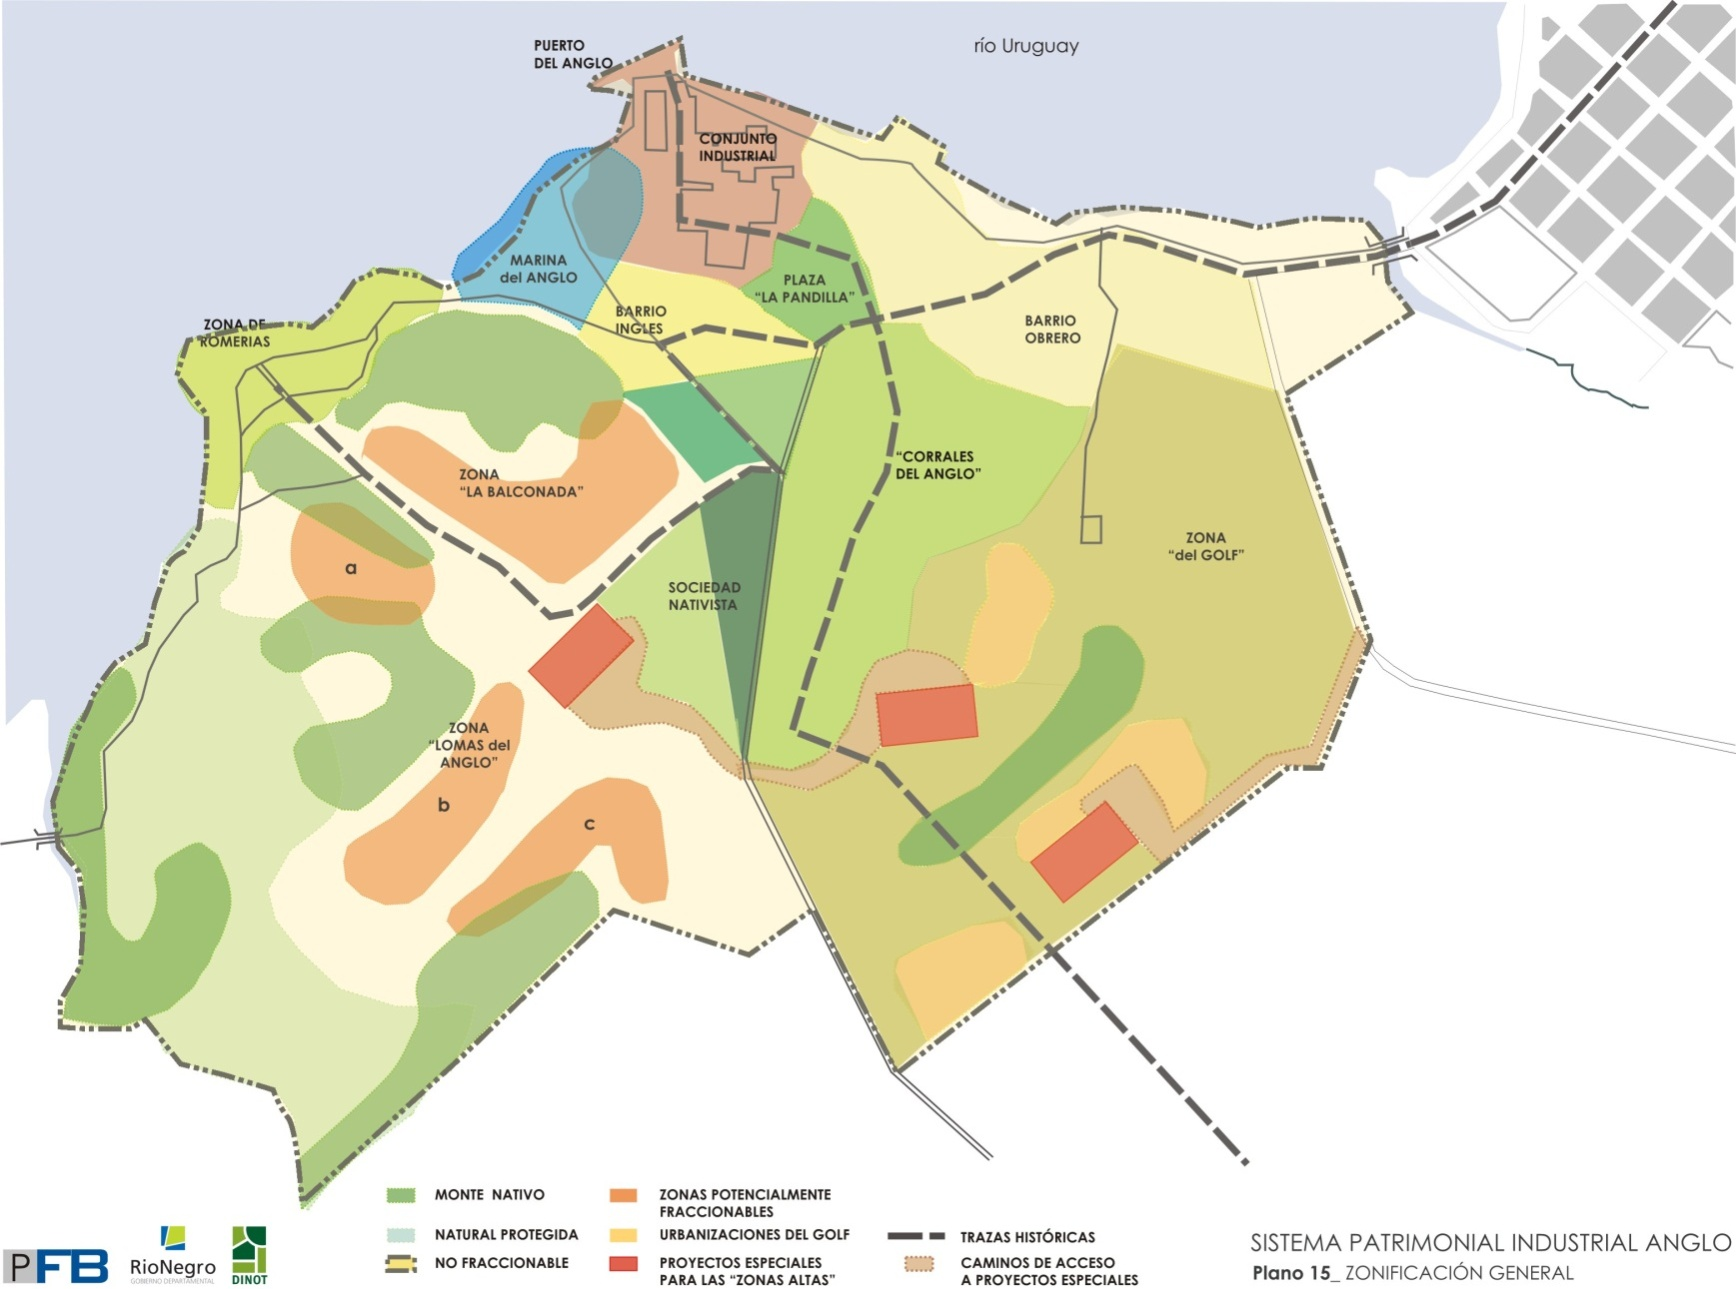 PUERTO
DEL ANGLO
río Uruguay
CONJUNTO
INDUSTRIAL
MARINA
del ANGLO
PLAZA
"LA PANDILLA"
ZONA DE
ROMERIAS
BARRIO
INGLES
BARRIO
OBRERO
ZONA
"LA BALCONADA"
"CORRALES
DEL ANGLO"
ZONA
"del GOLF"
a
SOCIEDAD
NATIVISTA
ZONA
"LOMAS del
ANGLO"
b
c
MONTE NATIVO
NATURAL PROTEGIDA
NO FRACCIONABLE
ZONAS POTENCIALMENTE
FRACCIONABLES
URBANIZACIONES DEL GOLF
PROYECTOS ESPECIALES
PARA LAS "ZONAS ALTAS"
TRAZAS HISTÓRICAS
CAMINOS DE ACCESO
A PROYECTOS ESPECIALES
PFB
RíoNegro
GOBIERNO DEPARTAMENTAL
DINOT
SISTEMA PATRIMONIAL INDUSTRIAL ANGLO
Plano 15_ ZONIFICACIÓN GENERAL